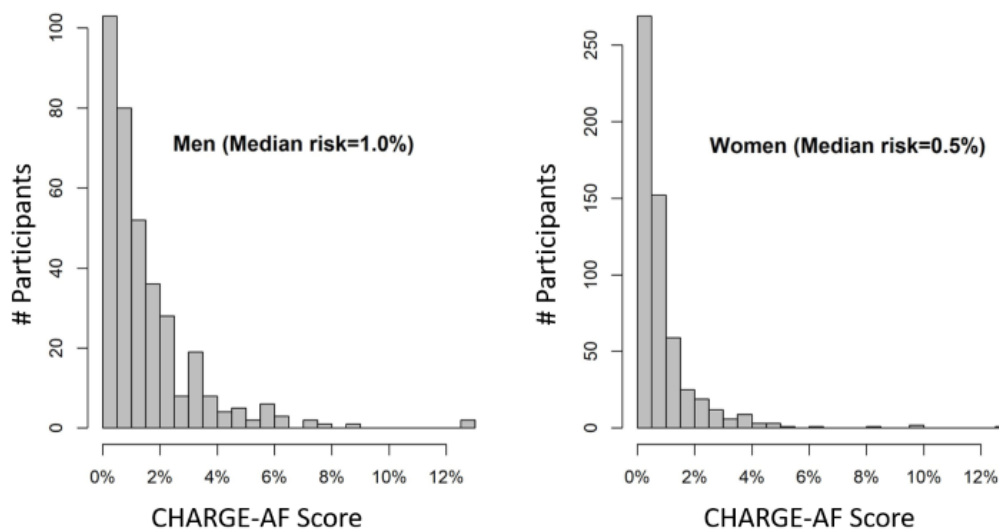 # Participants
100
80
60
40
20
0
Men (Median risk=1.0%)
0% 2% 4% 6% 8% 10% 12%
CHARGE-AF Score
# Participants
250
200
150
100
50
0
Women (Median risk=0.5%)
0% 2% 4% 6% 8% 10% 12%
CHARGE-AF Score